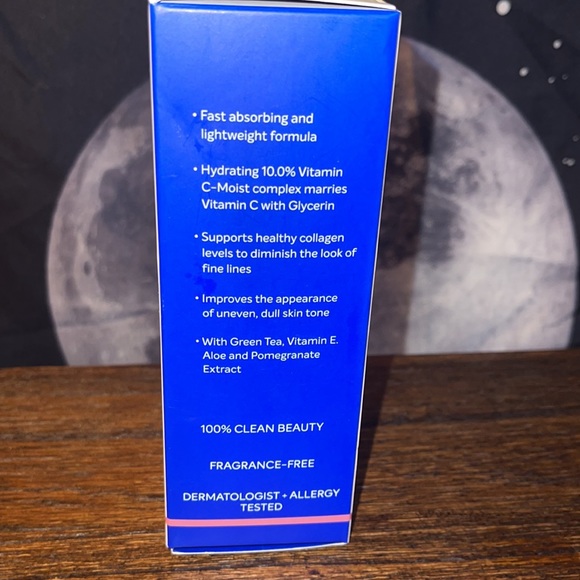 • Fast absorbing and
lightweight formula
• Hydrating 10.0% Vitamin
C-Moist complex marries
Vitamin C with Glycerin
• Supports healthy collagen
levels to diminish the look of
fine lines
• Improves the appearance
of uneven, dull skin tone
• With Green Tea, Vitamin E.
Aloe and Pomegranate
Extract
100% CLEAN BEAUTY
FRAGRANCE-FREE
DERMATOLOGIST + ALLERGY
TESTED